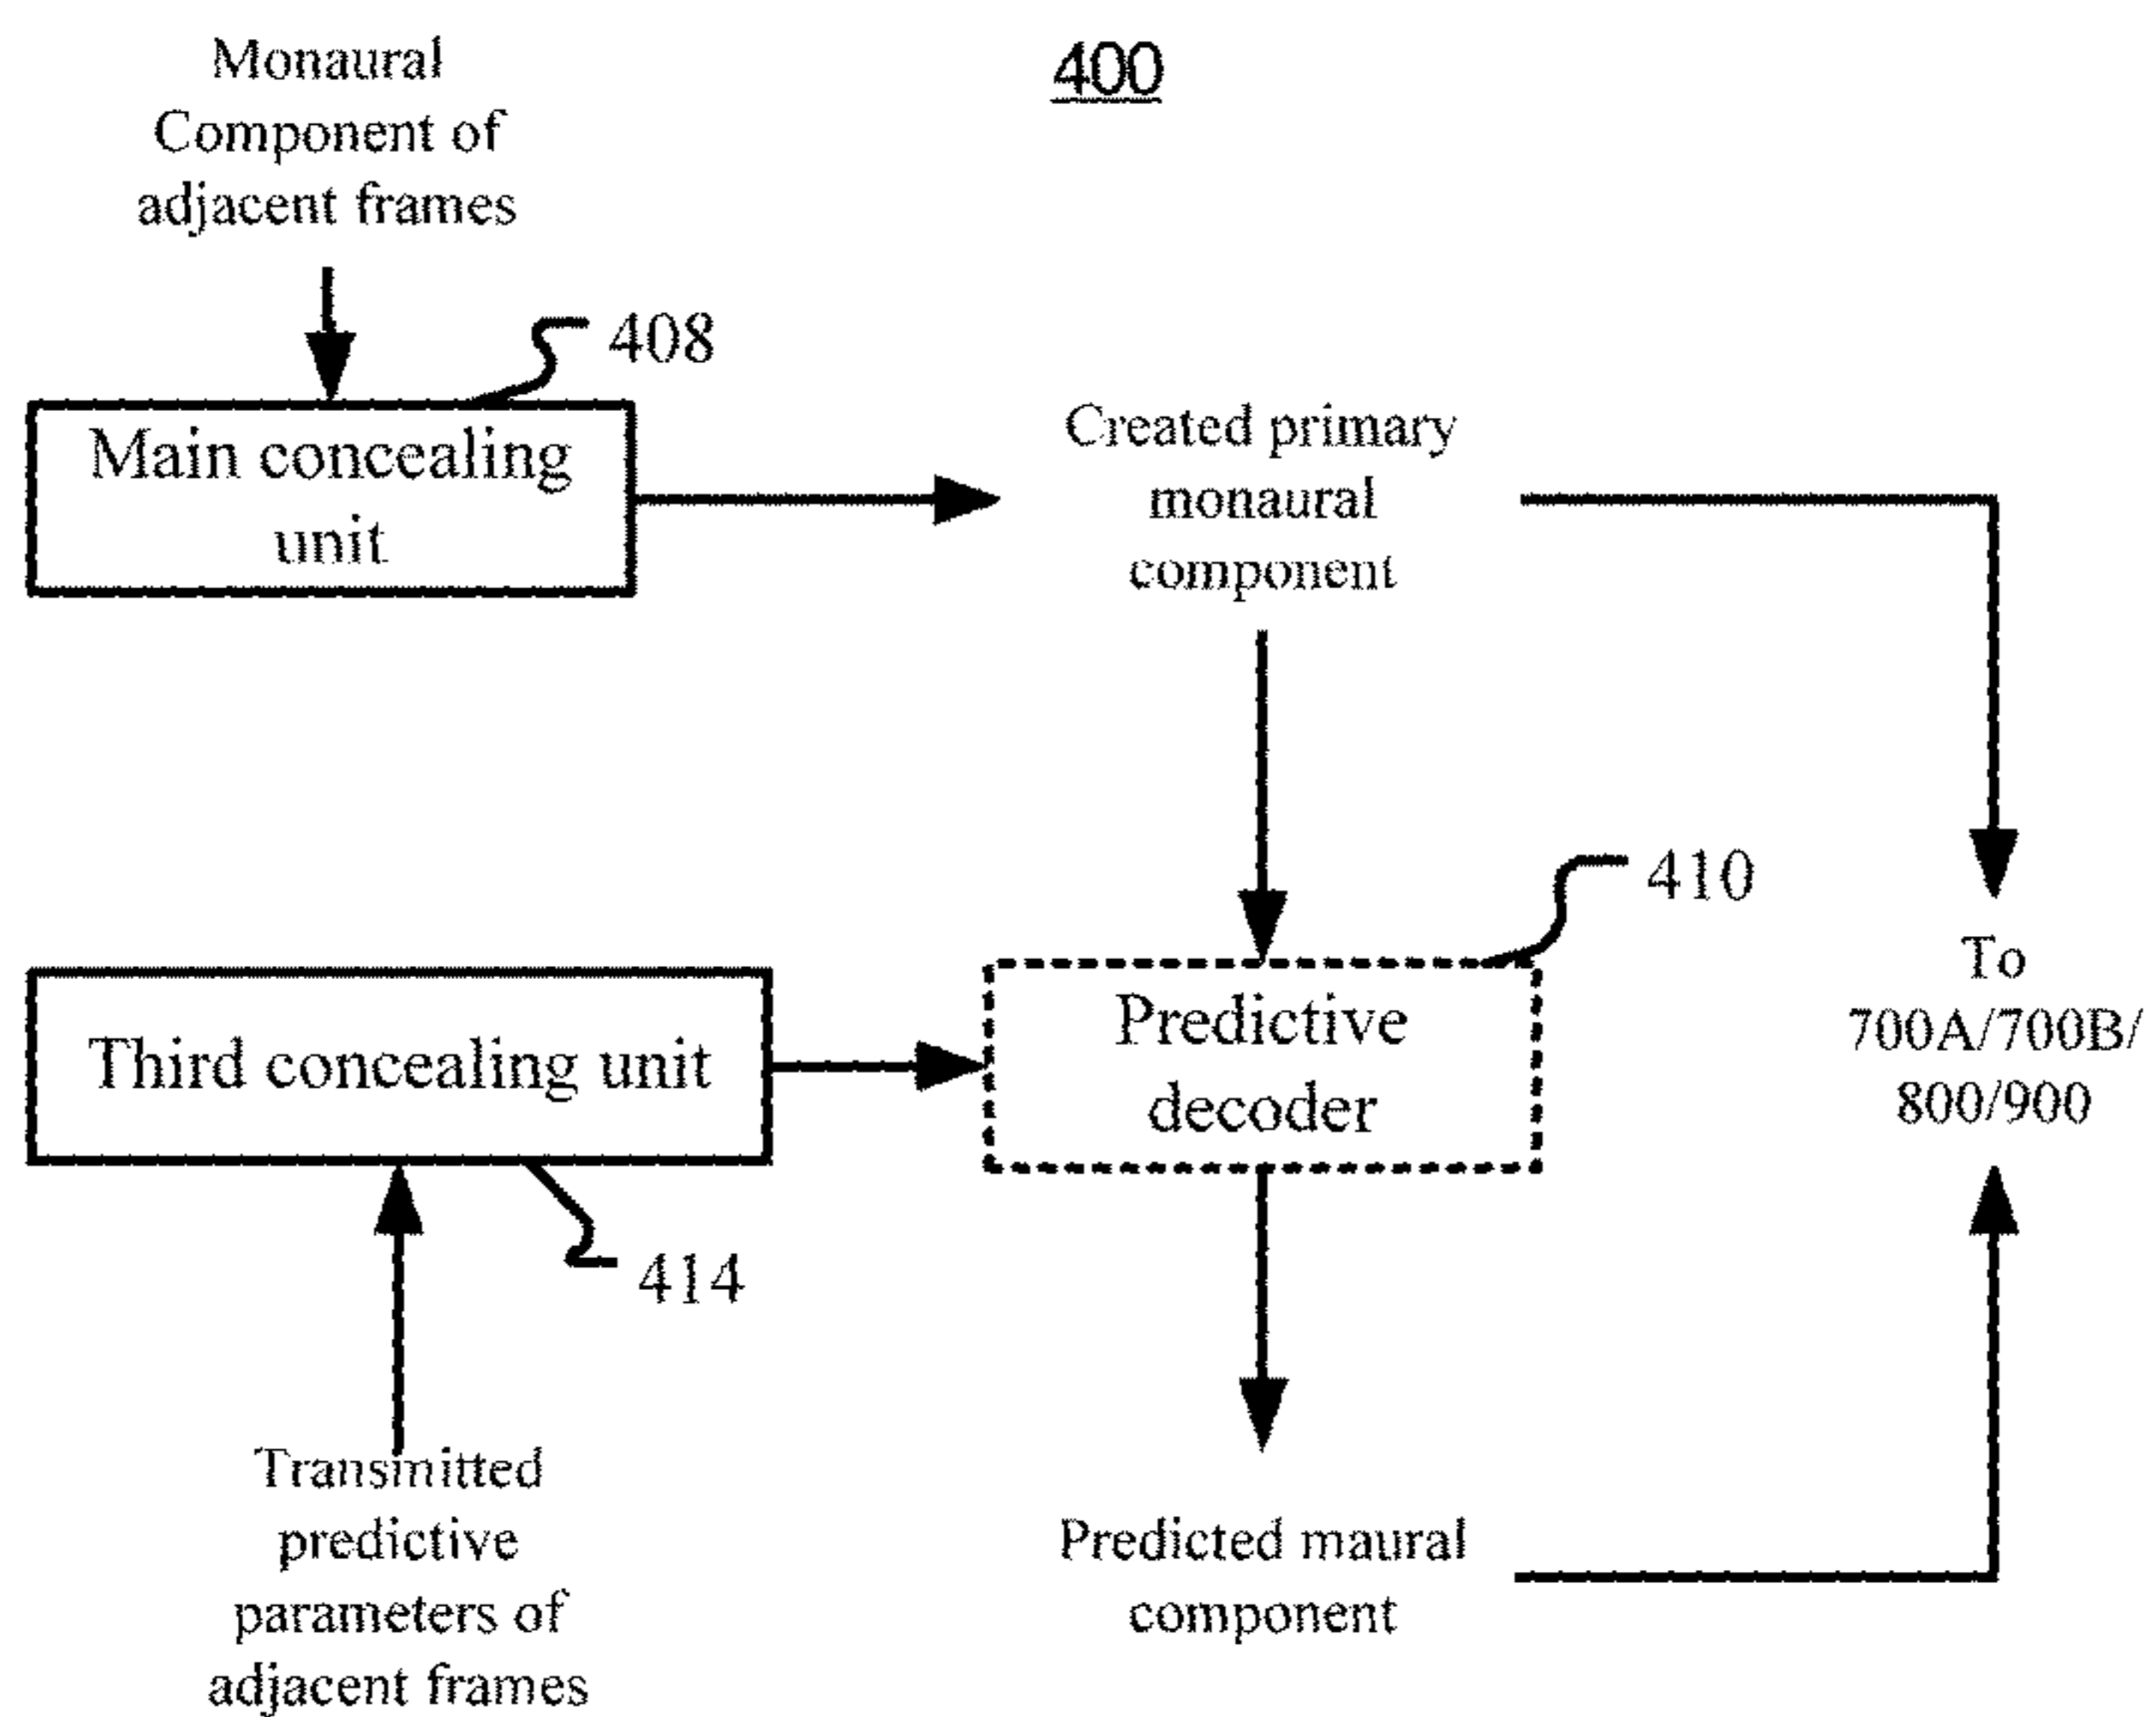 Monaural
Component of
adjacent frames
400
408
Main concealing
unit
Created primary
monaural
component
410
To
700A/700B/
800/900
Third concealing unit
Predictive
decoder
414
Transmitted
predictive
parameters of
adjacent frames
Predicted maural
component